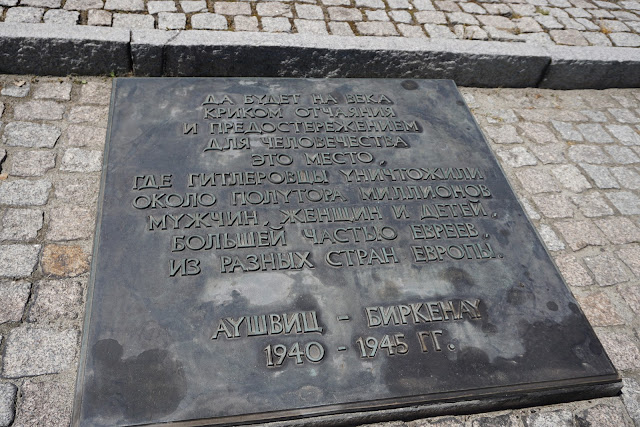 ДА БУДЕТ НА ВЕКА
КРИКОМ ОТЧАЯНИЯ
И ПРЕДОСТЕРЕЖЕНИЕМ
ДЛЯ ЧЕЛОВЕЧЕСТВА
ЭТО МЕСТО,
ГДЕ ГИТЛЕРОВЦЫ УНИЧТОЖИЛИ
ОКОЛО ПОЛУТОРА МИЛЛИОНОВ
МУЖЧИН, ЖЕНЩИН И ДЕТЕЙ,
БОЛЬШЕЙ ЧАСТЬЮ ЕВРЕЕВ,
ИЗ РАЗНЫХ СТРАН ЕВРОПЫ.
АУШВИЦ - БИРКЕНАУ
1940 - 1945 ГГ.